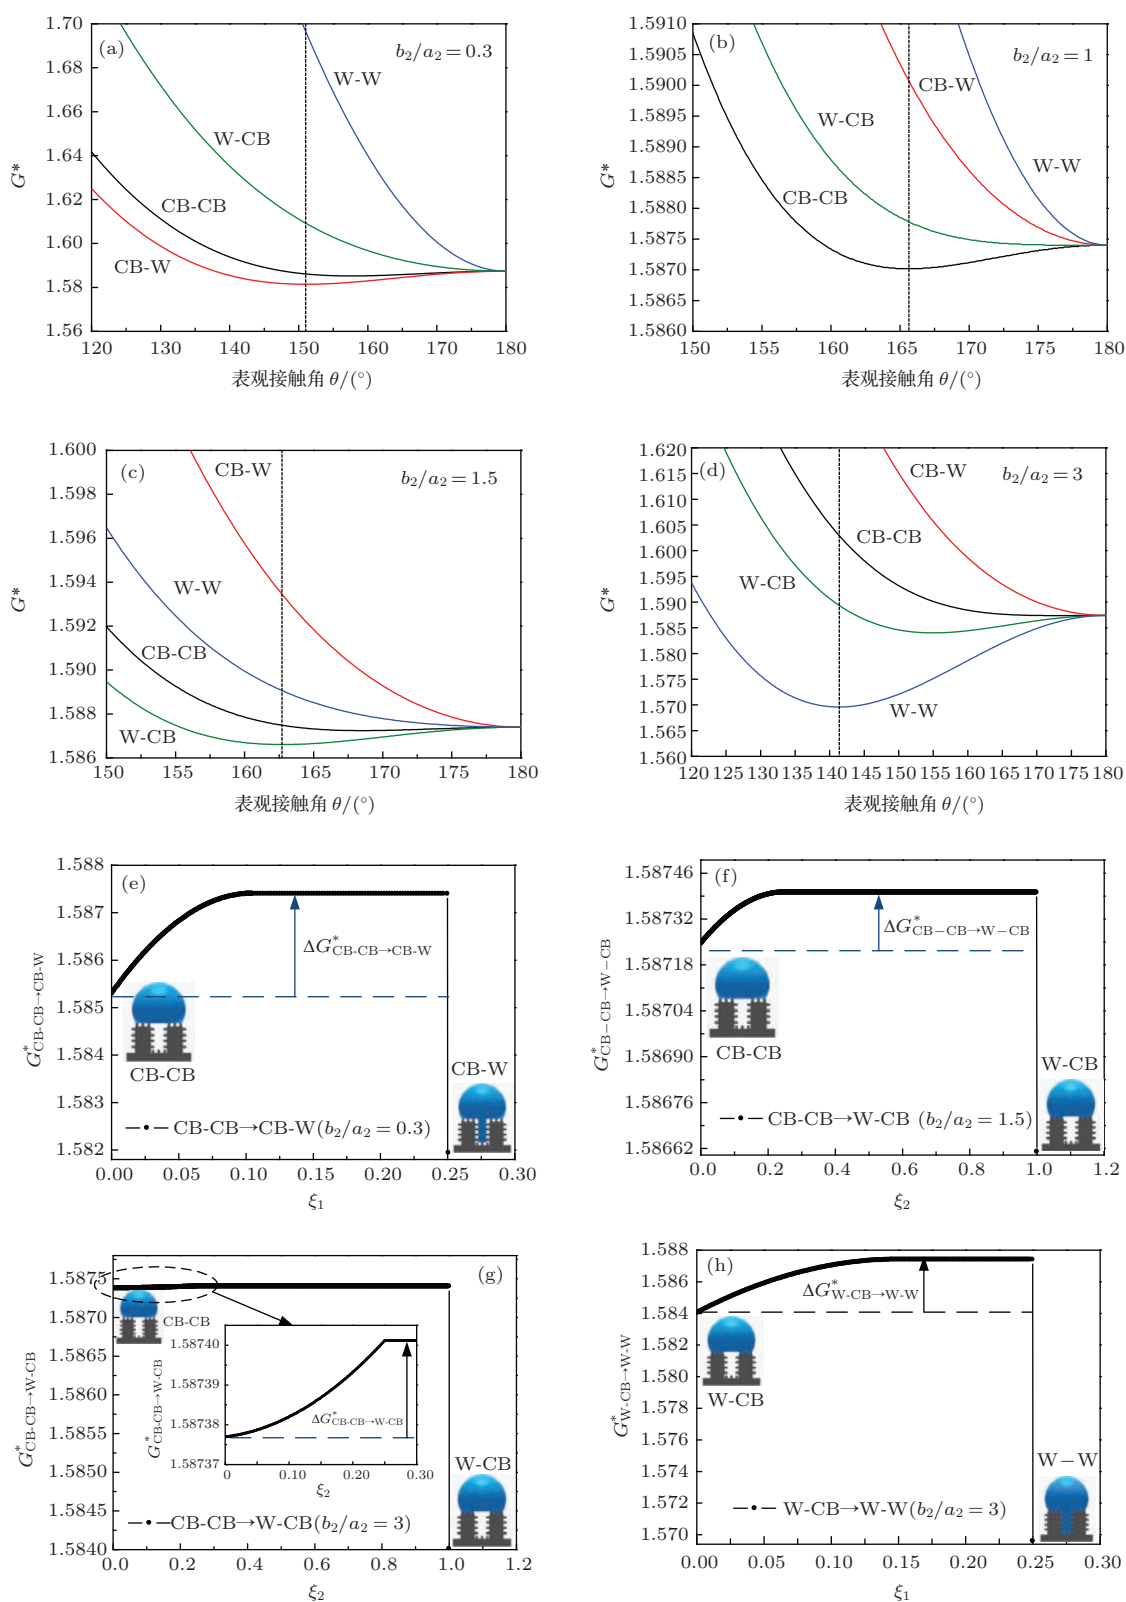 (a)
b₂/a₂ = 0.3
W-W
W-CB
CB-CB
CB-W
G*
1.70
1.68
1.66
1.64
1.62
1.60
1.58
1.56
120 130 140 150 160 170 180
表观接触角 θ/(°)
(b)
b₂/a₂ = 1
CB-W
W-CB
W-W
CB-CB
G*
1.5910
1.5905
1.5900
1.5890
1.5885
1.5880
1.5875
1.5870
1.5865
1.5860
150 155 160 165 170 175 180
表观接触角 θ/(°)
(c)
b₂/a₂ = 1.5
CB-W
W-W
CB-CB
W-CB
G*
1.600
1.598
1.596
1.594
1.592
1.590
1.588
1.586
150 155 160 165 170 175 180
表观接触角 θ/(°)
(d)
b₂/a₂ = 3
CB-W
CB-CB
W-CB
W-W
G*
1.620
1.610
1.605
1.600
1.595
1.590
1.585
1.570
1.565
1.560
120 125 130 135 140 145 150 155 160 165 170 175 180
表观接触角 θ/(°)
(e)
G*CB-CB→CB-W
1.588
1.587
1.586
1.585
1.584
1.583
1.582
ΔG*CB-CB→CB-W
CB-CB
CB-W
CB-CB→CB-W(b₂/a₂ = 0.3)
0.00 0.05 0.10 0.15 0.20 0.25 0.30
ξ₁
(f)
G*CB−CB→W−CB
1.58746
1.58732
1.58718
1.58704
1.58690
1.58676
1.58662
ΔG*CB−CB→W−CB
CB-CB
W-CB
CB-CB→W-CB (b₂/a₂ = 1.5)
0.0 0.2 0.4 0.6 0.8 1.0 1.2
ξ₂
(g)
G*CB-CB→W-CB
1.5875
1.5870
1.5865
1.5860
1.5855
1.5850
1.5845
1.5840
CB-CB
G*CB-CB→W-CB
1.58740
1.58739
1.58738
1.58737
ΔG*CB-CB→W-CB
0 0.10 0.20 0.30
ξ₂
W-CB
CB-CB→W-CB(b₂/a₂ = 3)
0.0 0.2 0.4 0.6 0.8 1.0 1.2
ξ₂
(h)
G*W-CB→W-W
1.588
1.586
1.584
1.582
1.580
1.578
1.576
1.574
1.572
1.570
ΔG*W-CB→W-W
W-CB
W−W
W-CB→W-W(b₂/a₂ = 3)
0.00 0.05 0.10 0.15 0.20 0.25 0.30
ξ₁